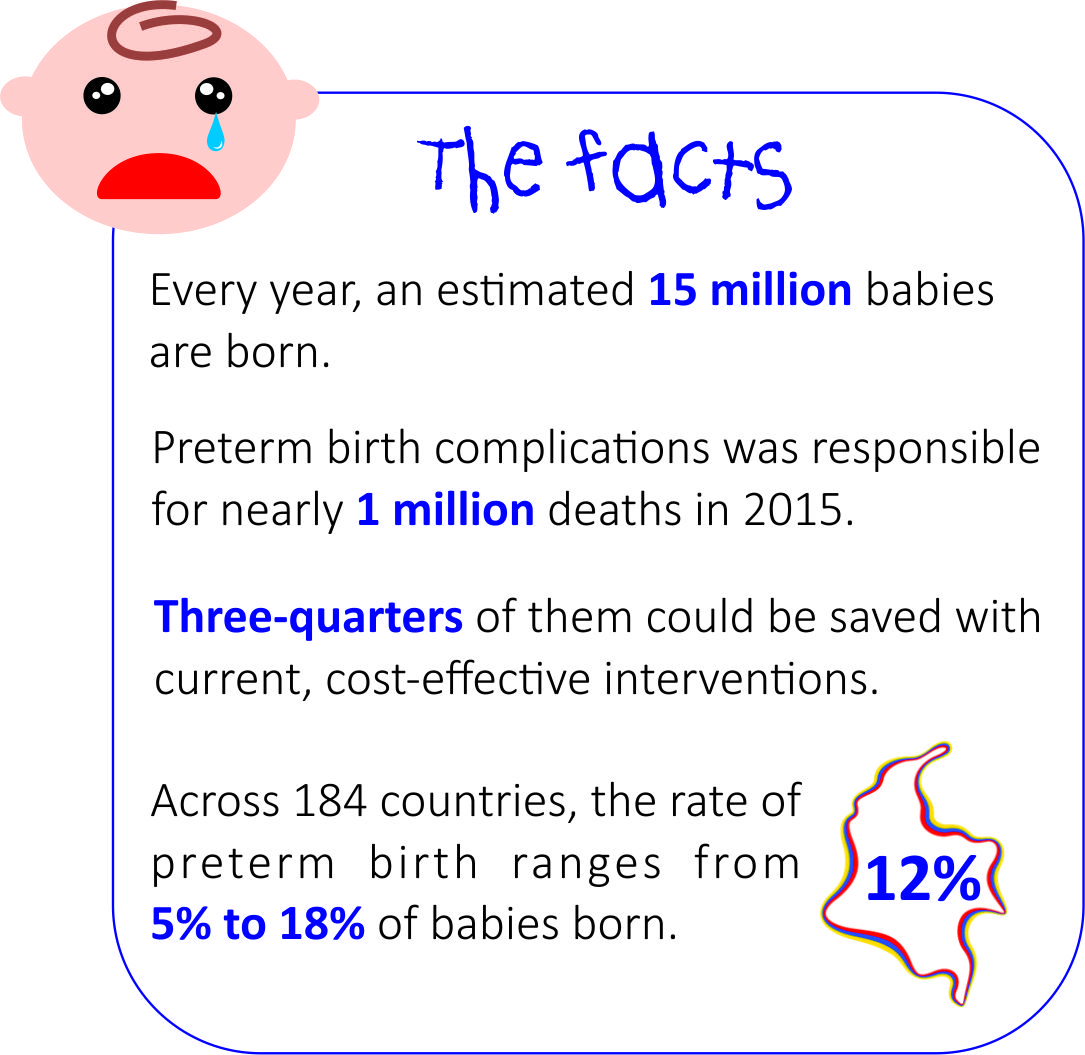 The facts
Every year, an estimated 15 million babies
are born.
Preterm birth complications was responsible
for nearly 1 million deaths in 2015.
Three-quarters of them could be saved with
current, cost-effective interventions.
Across 184 countries, the rate of
preterm birth ranges from
5% to 18% of babies born.
12%